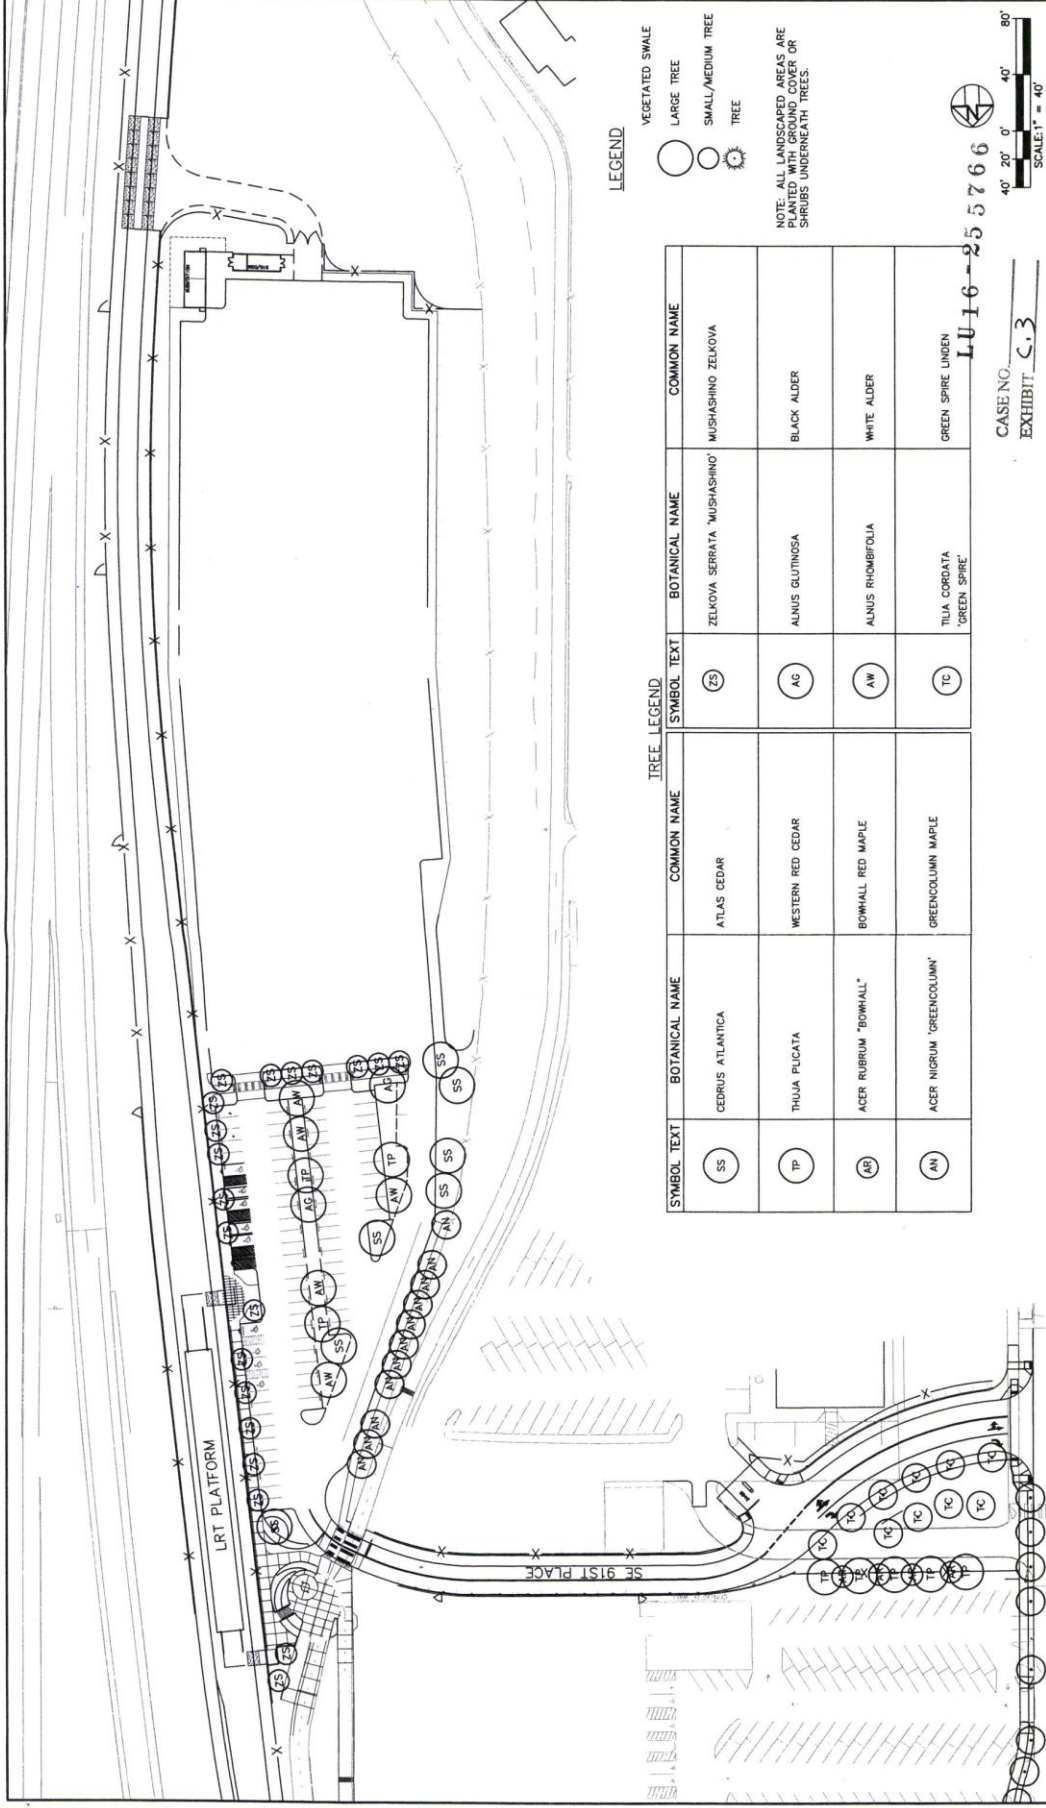 LRT PLATFORM
SE 91ST PLACE
LEGEND
VEGETATED SWALE
LARGE TREE
SMALL/MEDIUM TREE
TREE
NOTE: ALL LANDSCAPED AREAS ARE
PLANTED WITH GROUND COVER OR
SHRUBS UNDERNEATH TREES.
TREE LEGEND
SYMBOL TEXT BOTANICAL NAME COMMON NAME SYMBOL TEXT BOTANICAL NAME COMMON NAME
SS CEDRUS ATLANTICA ATLAS CEDAR ZS ZELKOVA SERRATA 'MUSHASHINO' MUSHASHINO ZELKOVA
TP THUJA PLICATA WESTERN RED CEDAR AG ALNUS GLUTINOSA BLACK ALDER
AR ACER RUBRUM "BOWHALL" BOWHALL RED MAPLE AW ALNUS RHOMBIFOLIA WHITE ALDER
AN ACER NIGRUM 'GREENCOLUMN' GREENCOLUMN MAPLE TC TILIA CORDATA
'GREEN SPIRE' GREEN SPIRE LINDEN
LU 16-255766
CASE NO.
EXHIBIT C.3
40' 20' 0' 40' 80'
SCALE: 1" = 40'